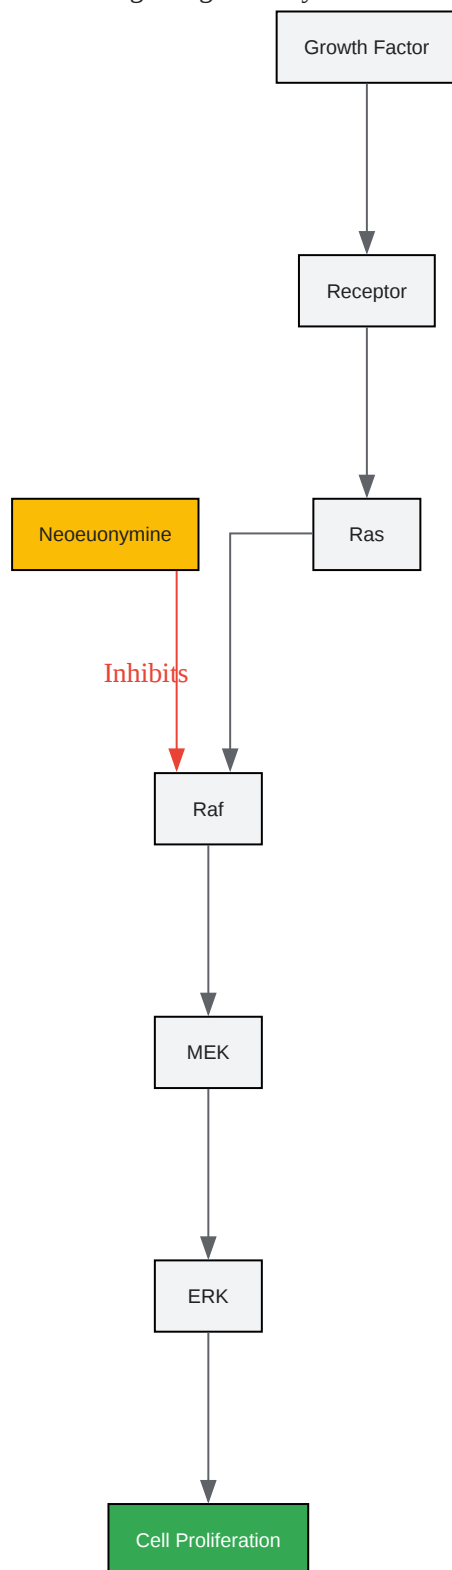 Growth Factor
Receptor
Neoeuonymine
Ras
Inhibits
Raf
MEK
ERK
Cell Proliferation